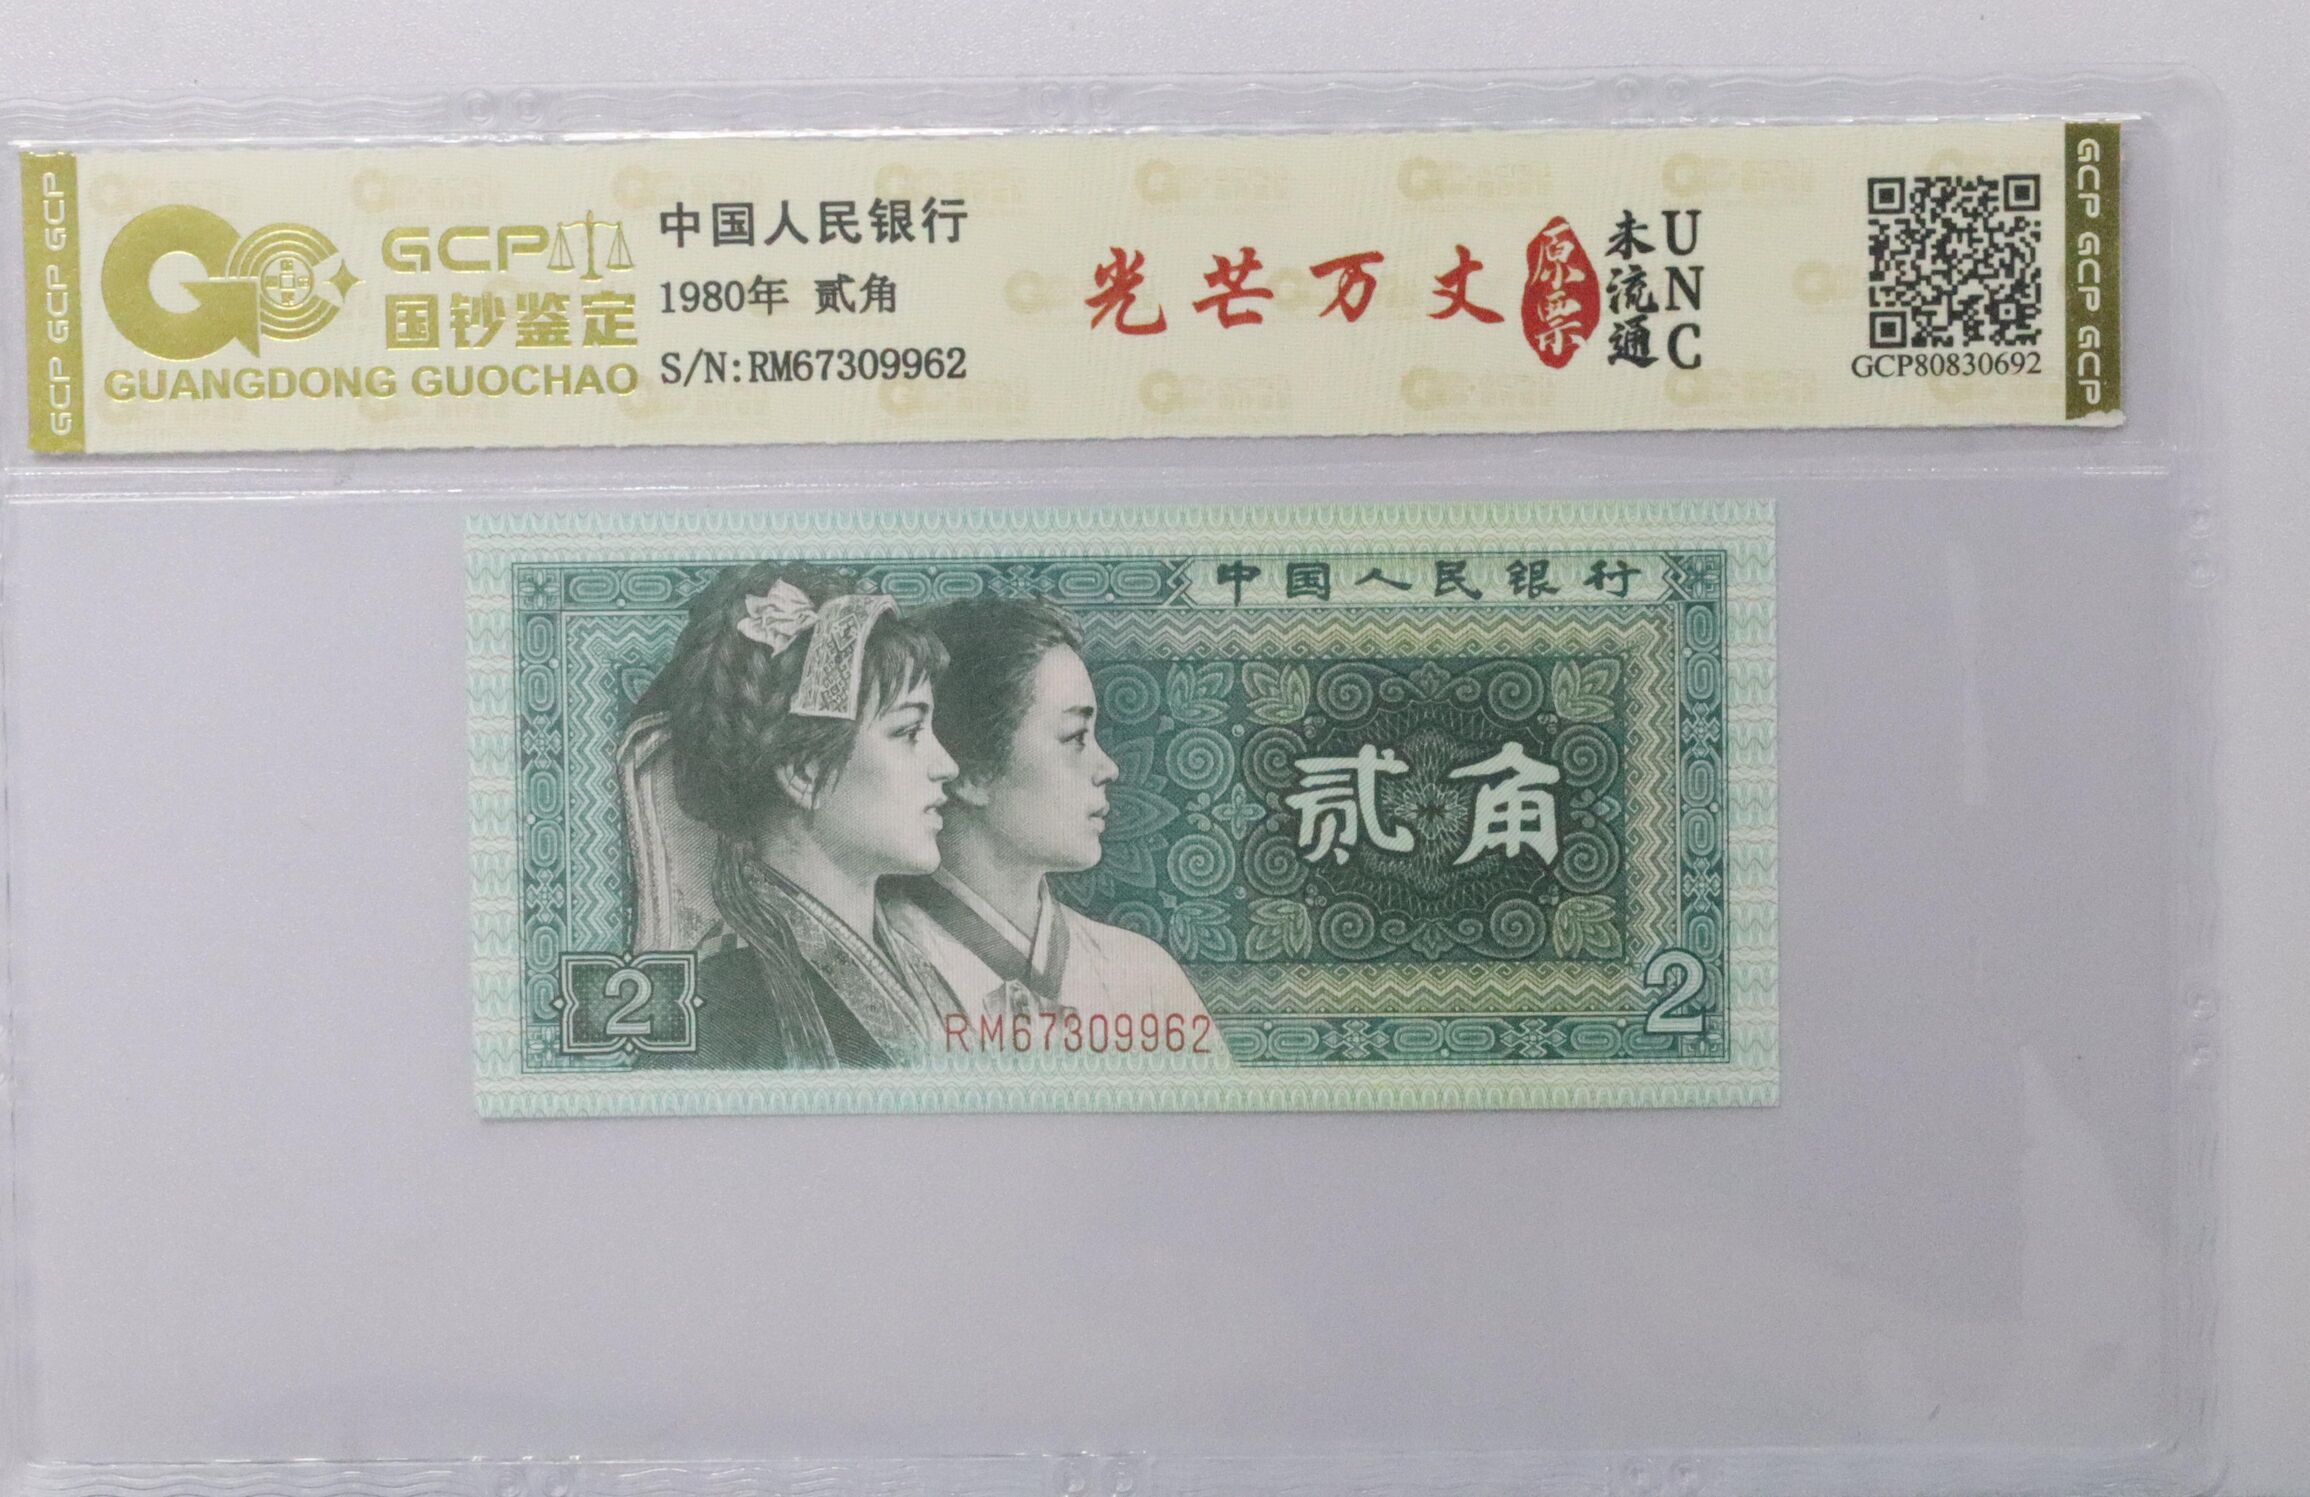 GCP GCP GCP
GCP
国钞鉴定
GUANGDONG GUOCHAO
中国人民银行
1980年 贰角
S/N:RM67309962
光芒万丈
原票
未流通
UNC
GCP80830692
GCP GCP GCP
中国人民银行
贰角
2
2
RM67309962